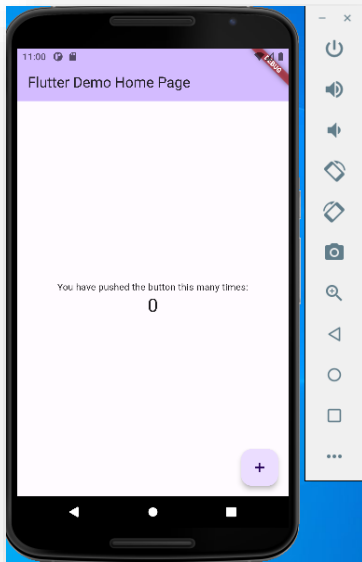 11:00
DEBUG
Flutter Demo Home Page
You have pushed the button this many times:
0